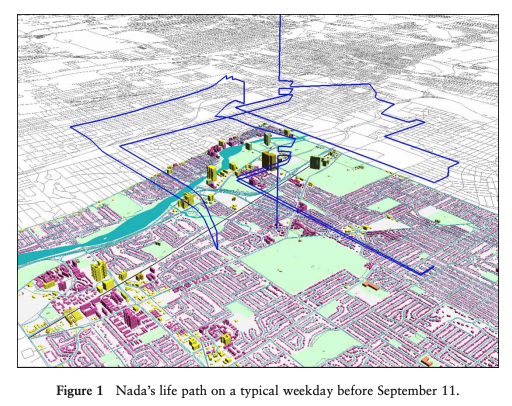 Figure 1 Nada's life path on a typical weekday before September 11.